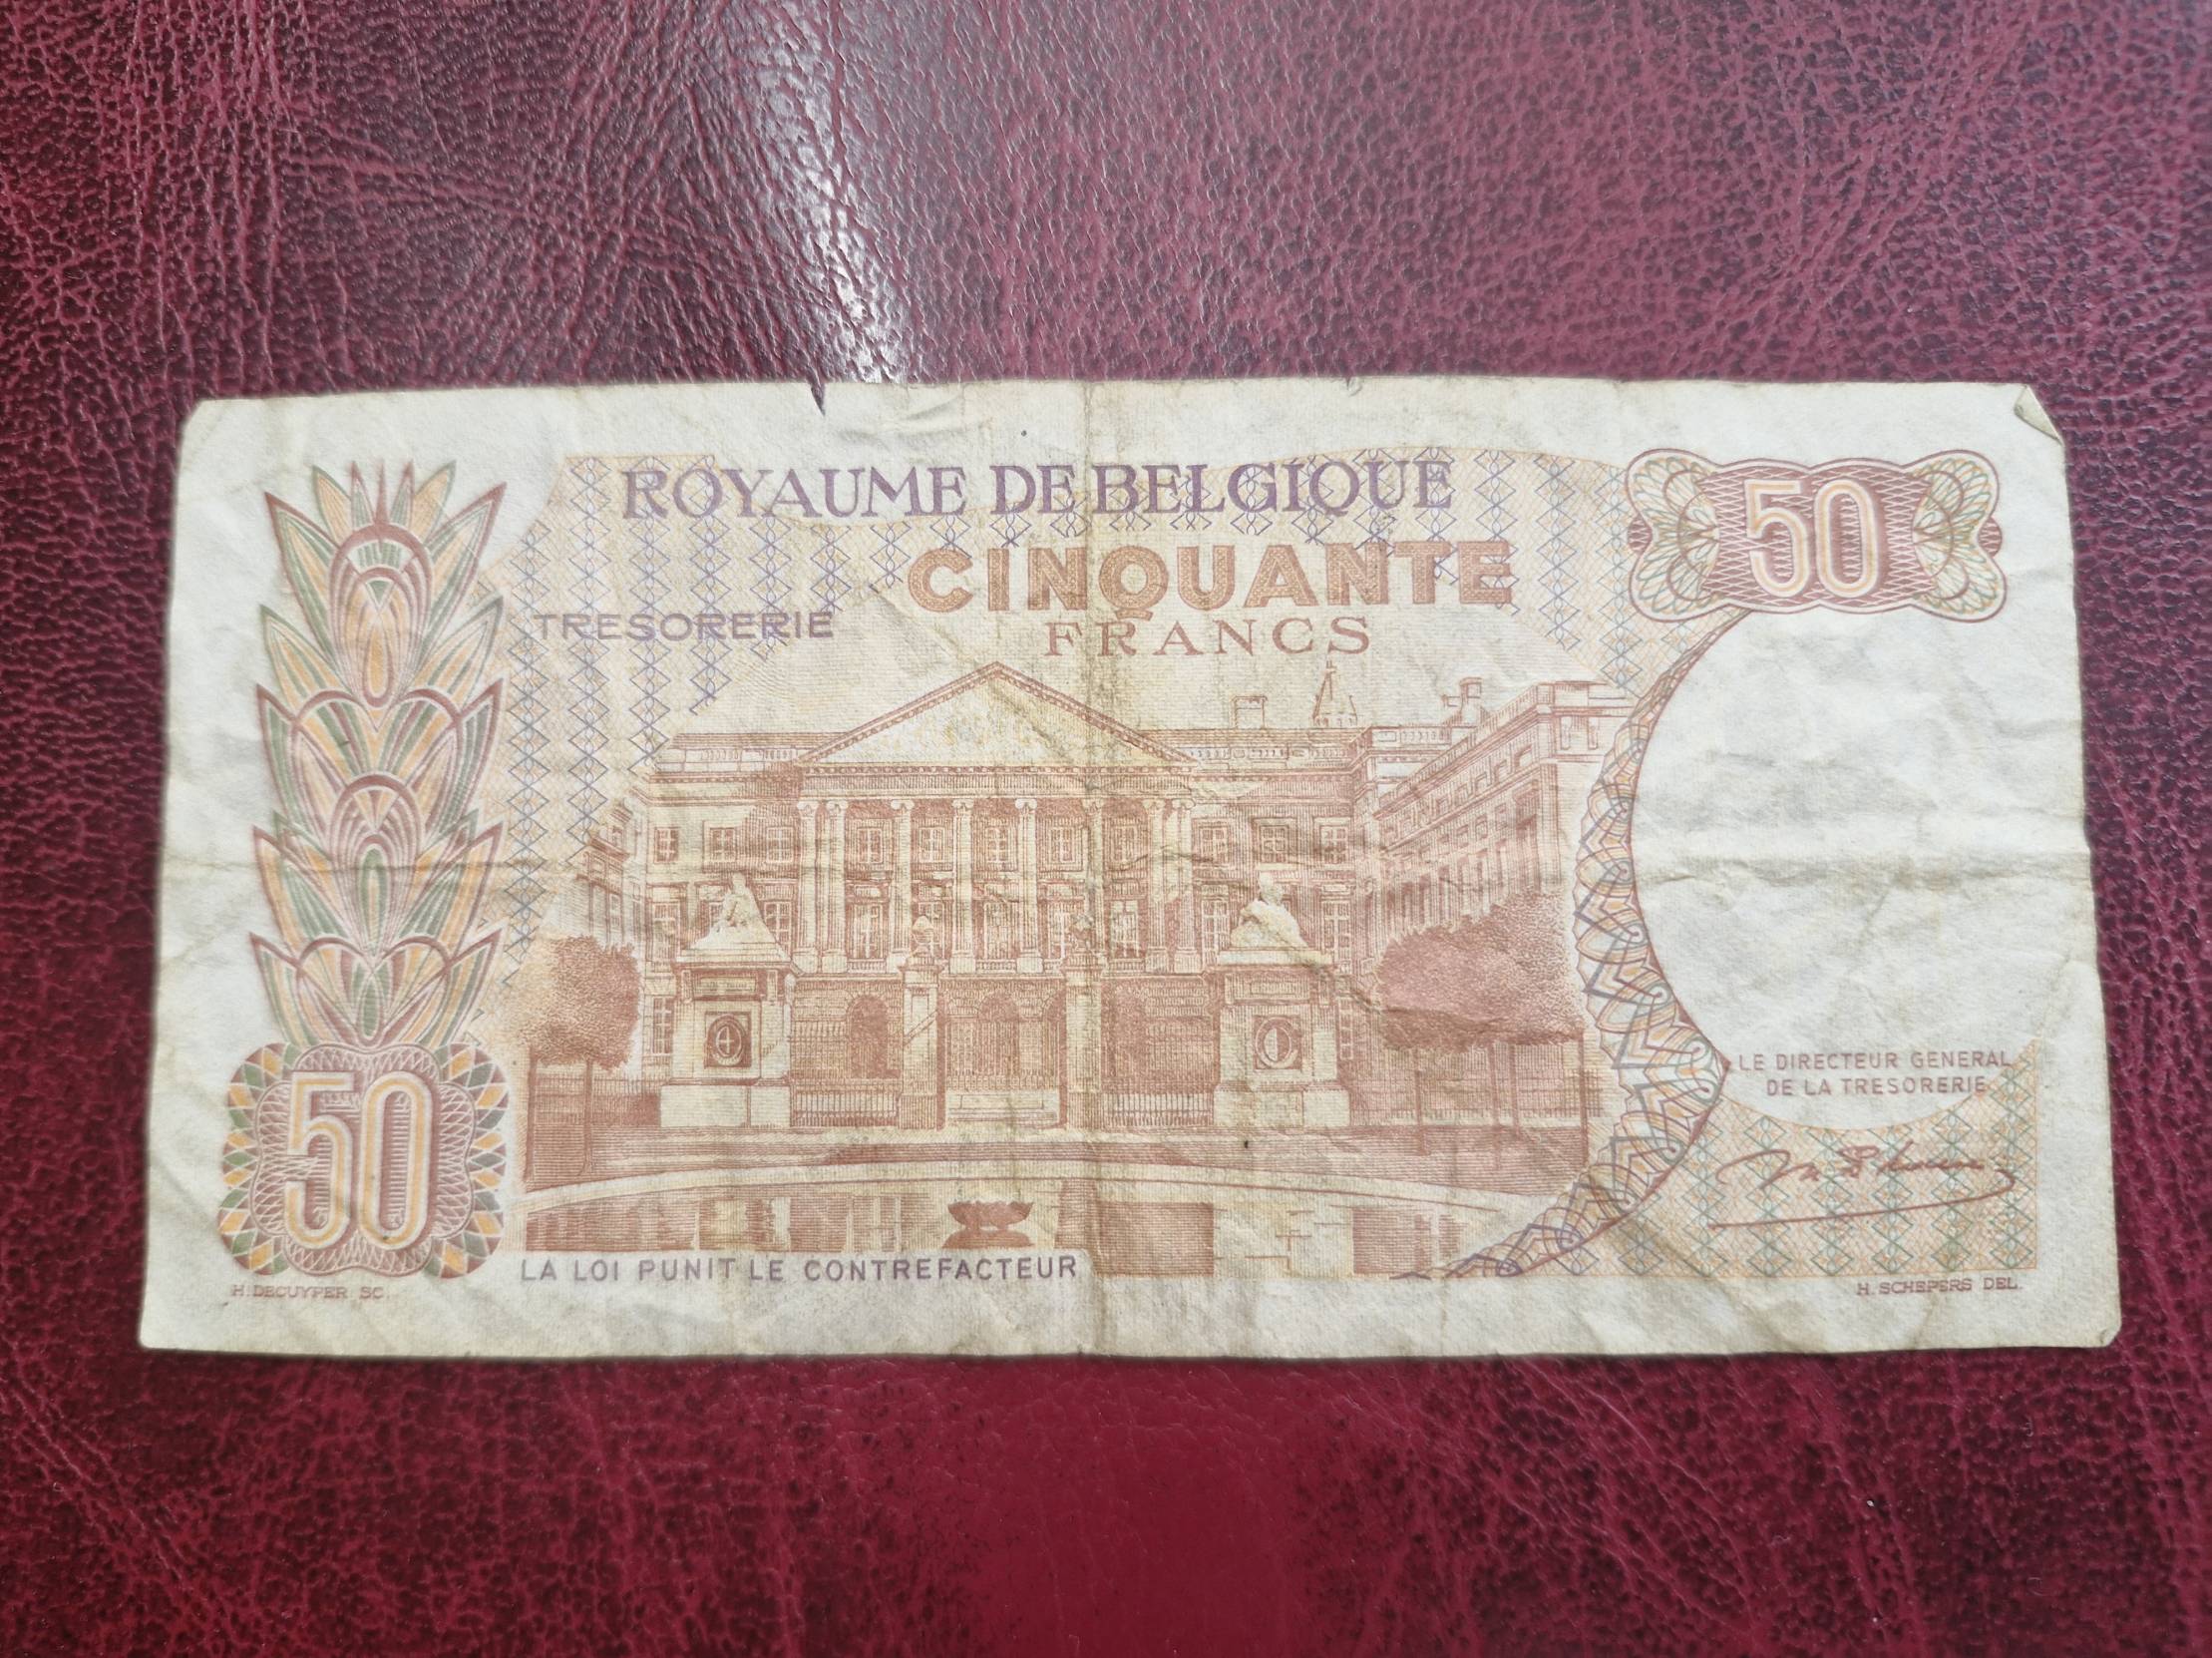 ROYAUME DE BELGIQUE
50
CINQUANTE
TRESORERIE
FRANCS
LE DIRECTEUR GENERAL
DE LA TRESORERIE
50
LA LOI PUNIT LE CONTREFACTEUR
H. DECUYPER SC.
H. SCHEPERS DEL.